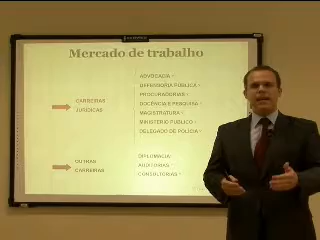 Mercado de trabalho
CARREIRAS
JURÍDICAS
ADVOCACIA
DEFENSORIA PÚBLICA
PROCURADORIAS
DOCÊNCIA E PESQUISA
MAGISTRATURA
MINISTÉRIO PÚBLICO
DELEGADO DE POLÍCIA
OUTRAS
CARREIRAS
DIPLOMACIA
AUDITORIAS
CONSULTORIAS